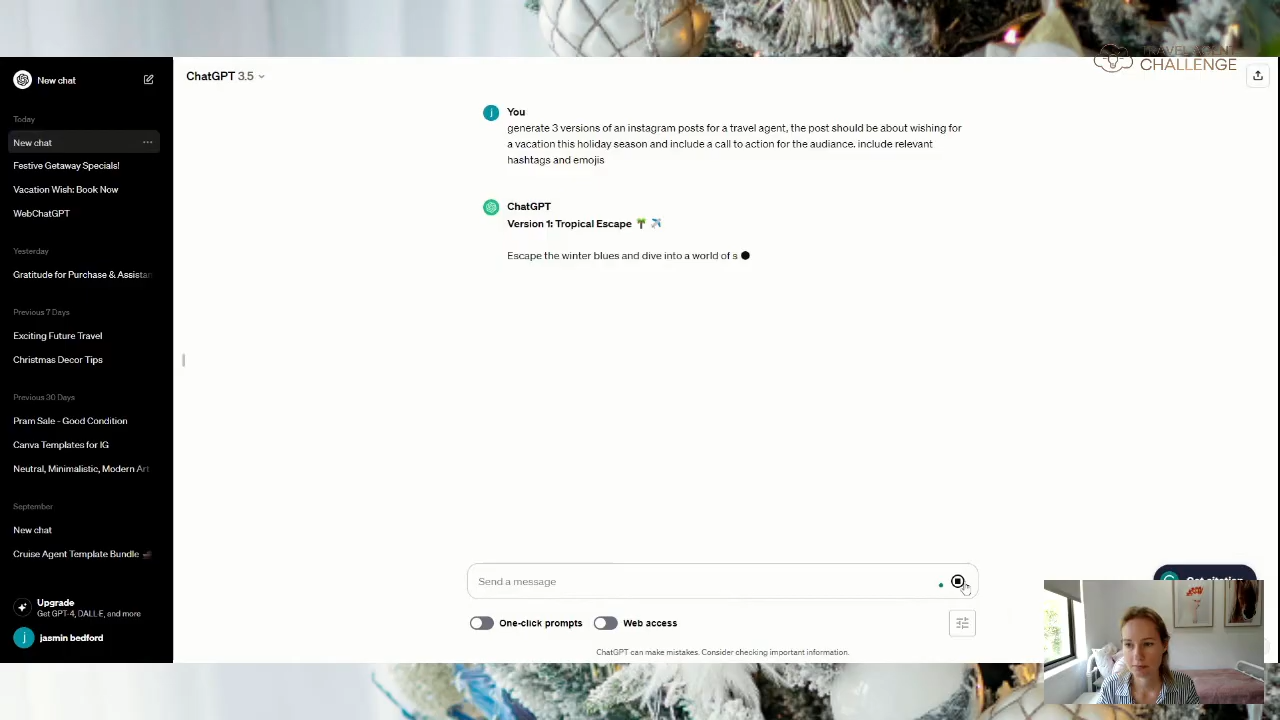 TRAVEL AGENT
CHALLENGE
New chat
Today
New chat
Festive Getaway Specials!
Vacation Wish: Book Now
WebChatGPT
Yesterday
Gratitude for Purchase & Assistan
Previous 7 Days
Exciting Future Travel
Christmas Decor Tips
Previous 30 Days
Pram Sale - Good Condition
Canva Templates for IG
Neutral, Minimalistic, Modern Art
September
New chat
Cruise Agent Template Bundle 🚢
Upgrade
Get GPT-4, DALL·E, and more
j jasmin bedford
ChatGPT 3.5
j You
generate 3 versions of an instagram posts for a travel agent, the post should be about wishing for
a vacation this holiday season and include a call to action for the audiance. include relevant
hashtags and emojis
ChatGPT
Version 1: Tropical Escape 🌴 ✈️
Escape the winter blues and dive into a world of s
Send a message
One-click prompts Web access
ChatGPT can make mistakes. Consider checking important information.